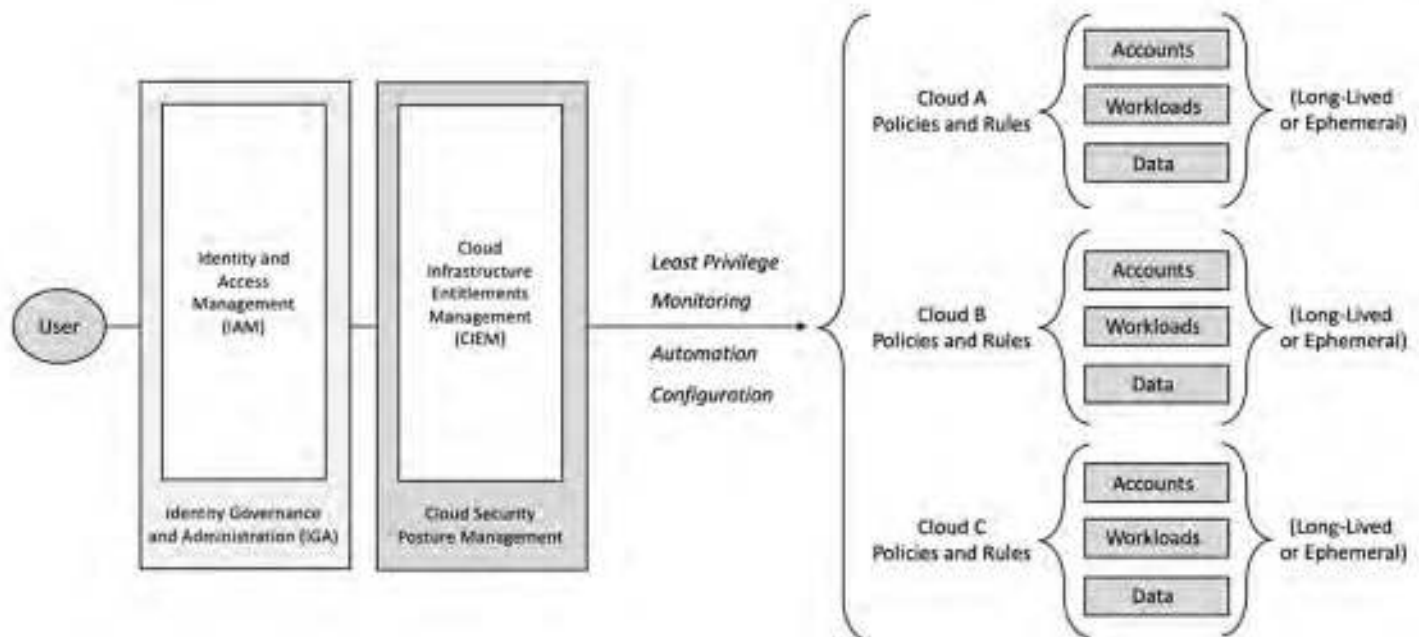 User
Identity and
Access
Management
(IAM)
Identity Governance
and Administration (IGA)
Cloud
Infrastructure
Entitlements
Management
(CIEM)
Cloud Security
Posture Management
Least Privilege
Monitoring
Automation
Configuration
Cloud A
Policies and Rules
Accounts
Workloads
Data
(Long-Lived
or Ephemeral)
Cloud B
Policies and Rules
Accounts
Workloads
Data
(Long-Lived
or Ephemeral)
Cloud C
Policies and Rules
Accounts
Workloads
Data
(Long-Lived
or Ephemeral)